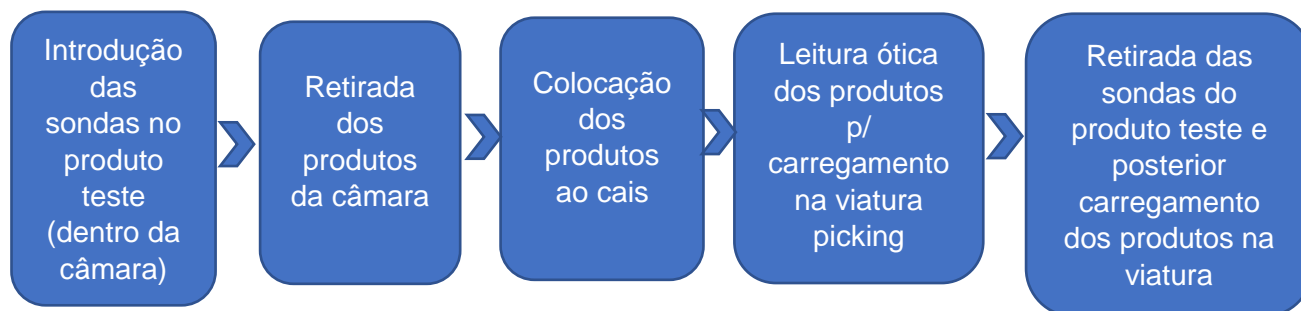 Introdução
das
sondas no
produto
teste
(dentro da
câmara)
Retirada
dos
produtos
da câmara
Colocação
dos
produtos
ao cais
Leitura ótica
dos produtos
p/
carregamento
na viatura
picking
Retirada das
sondas do
produto teste e
posterior
carregamento
dos produtos na
viatura